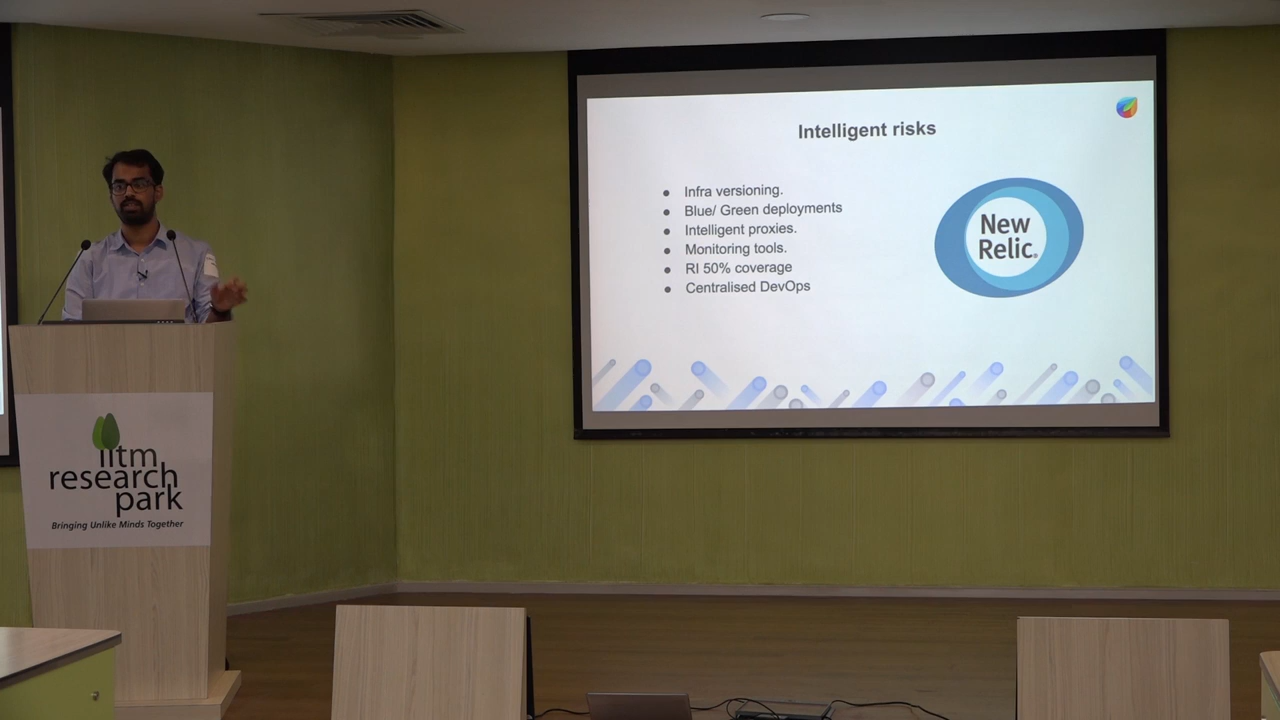 Intelligent risks
Infra versioning.
Blue/ Green deployments
Intelligent proxies.
Monitoring tools.
RI 50% coverage
Centralised DevOps
New
Relic.
iitm
research
park
Bringing Unlike Minds Together